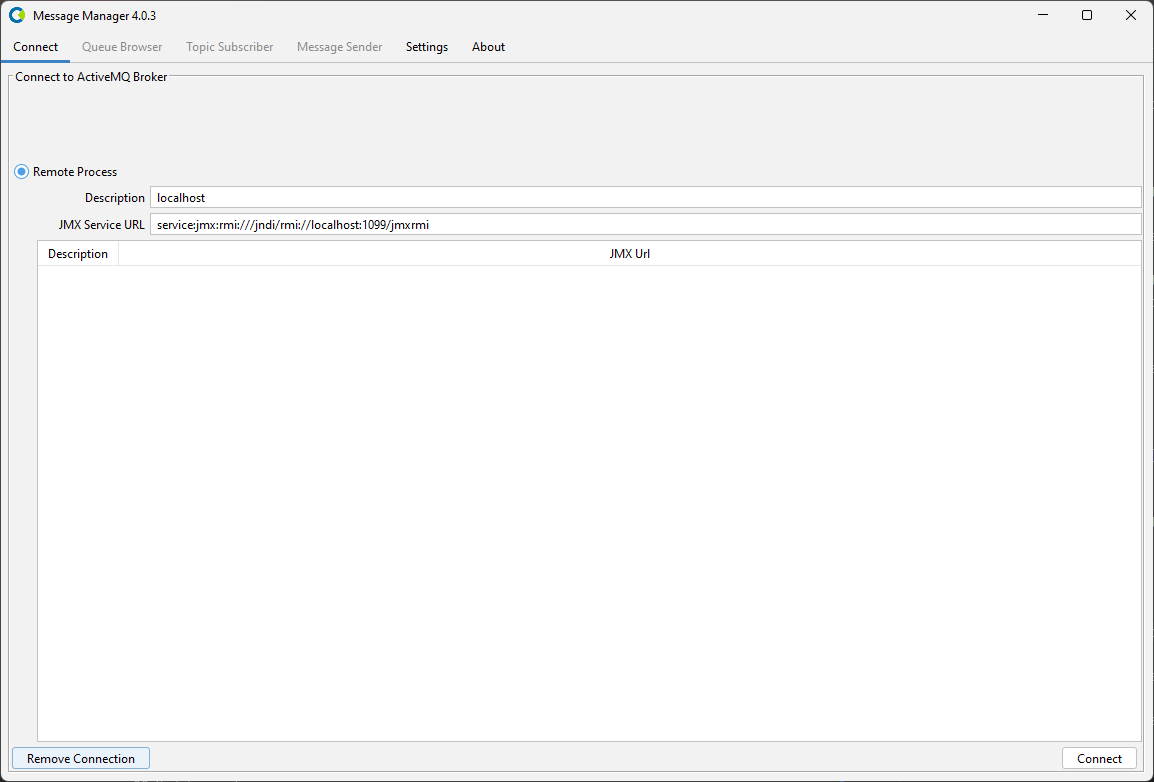 Message Manager 4.0.3
Connect Queue Browser Topic Subscriber Message Sender Settings About
Connect to ActiveMQ Broker
Remote Process
Description localhost
JMX Service URL service:jmx:rmi:///jndi/rmi://localhost:1099/jmxrmi
Description JMX Url
Remove Connection Connect